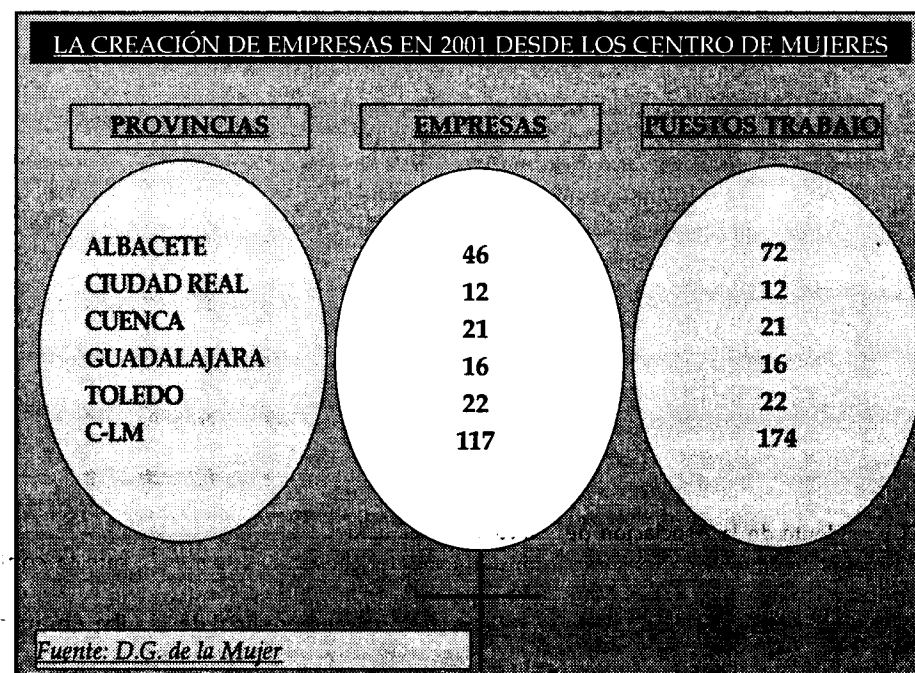 LA CREACIÓN DE EMPRESAS EN 2001 DESDE LOS CENTRO DE MUJERES
PROVINCIAS EMPRESAS PUESTOS TRABAJO
ALBACETE 46 72
CIUDAD REAL 12 12
CUENCA 21 21
GUADALAJARA 16 16
TOLEDO 22 22
C-LM 117 174
Fuente: D.G. de la Mujer